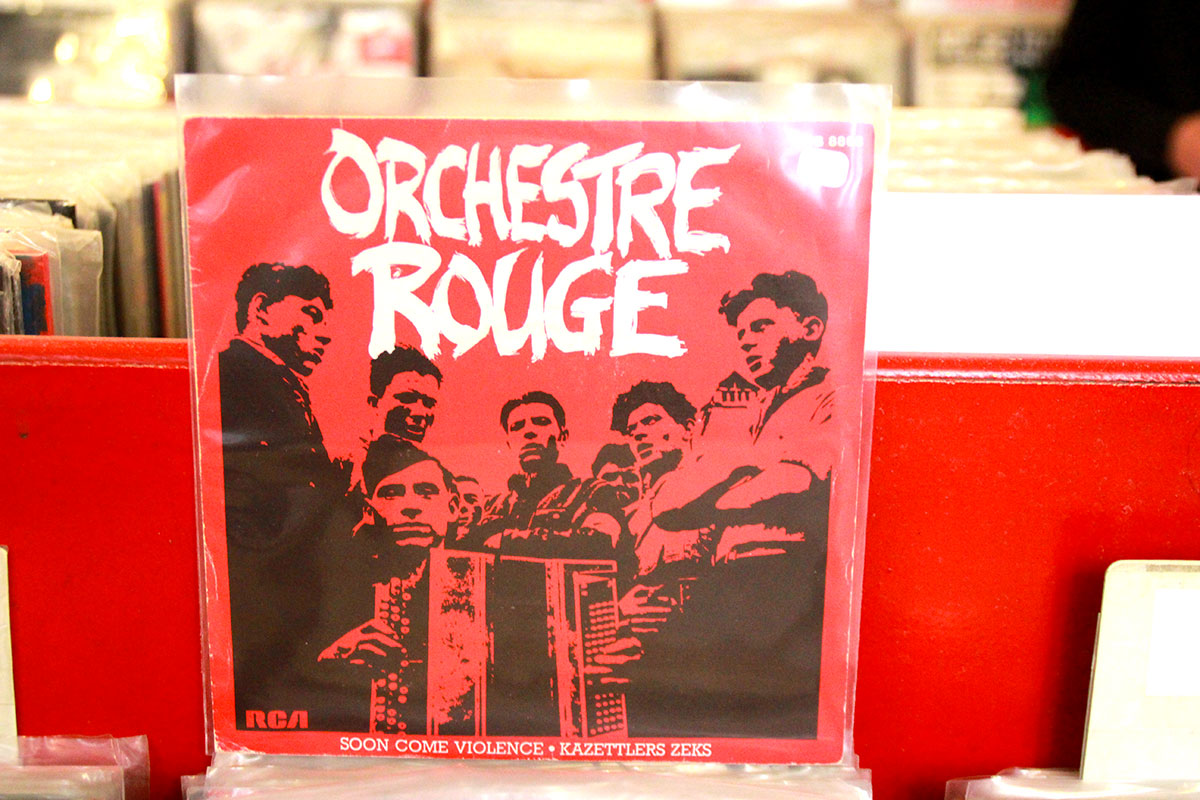 ORCHESTRE
ROUGE
RCA
SOON COME VIOLENCE • KAZETTLERS ZEKS